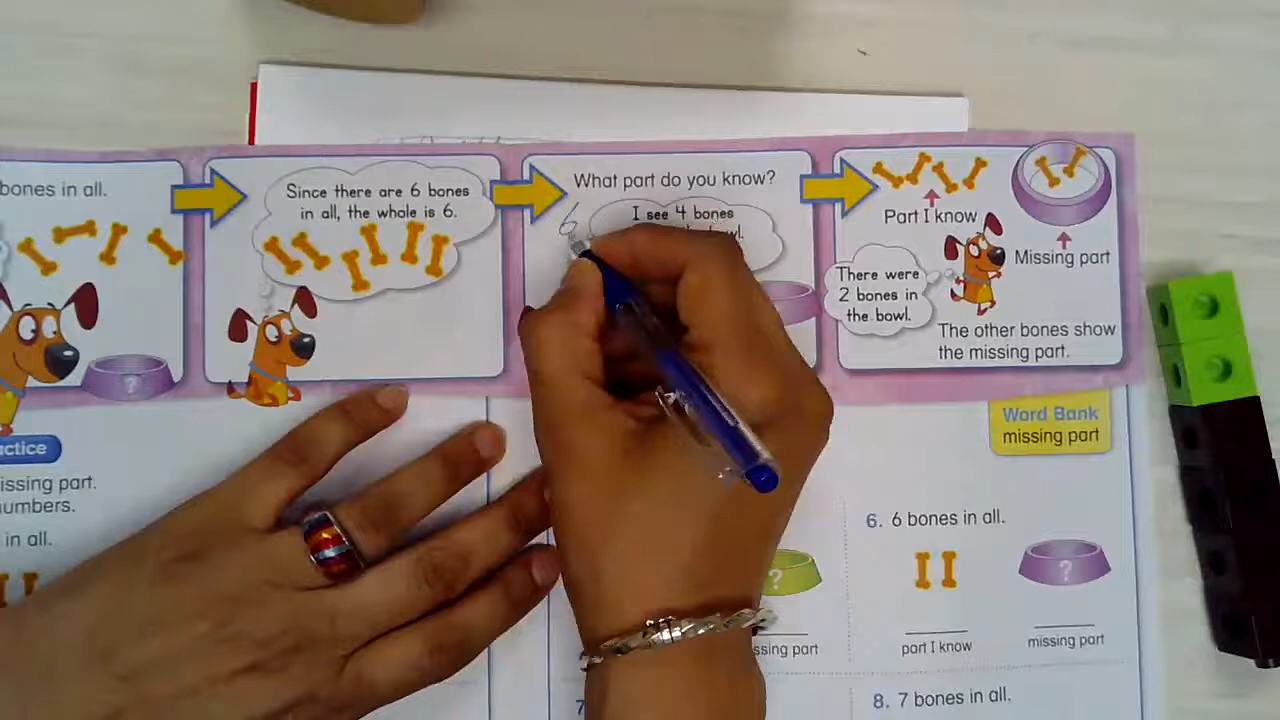 bones in all.
Since there are 6 bones
in all, the whole is 6.
What part do you know?
6
I see 4 bones
Part I know
Missing part
There were
2 bones in
the bowl.
The other bones show
the missing part.
?
Word Bank
missing part
issing part.
in all.
?
ssing part
6. 6 bones in all.
?
part I know
missing part
7
8. 7 bones in all.